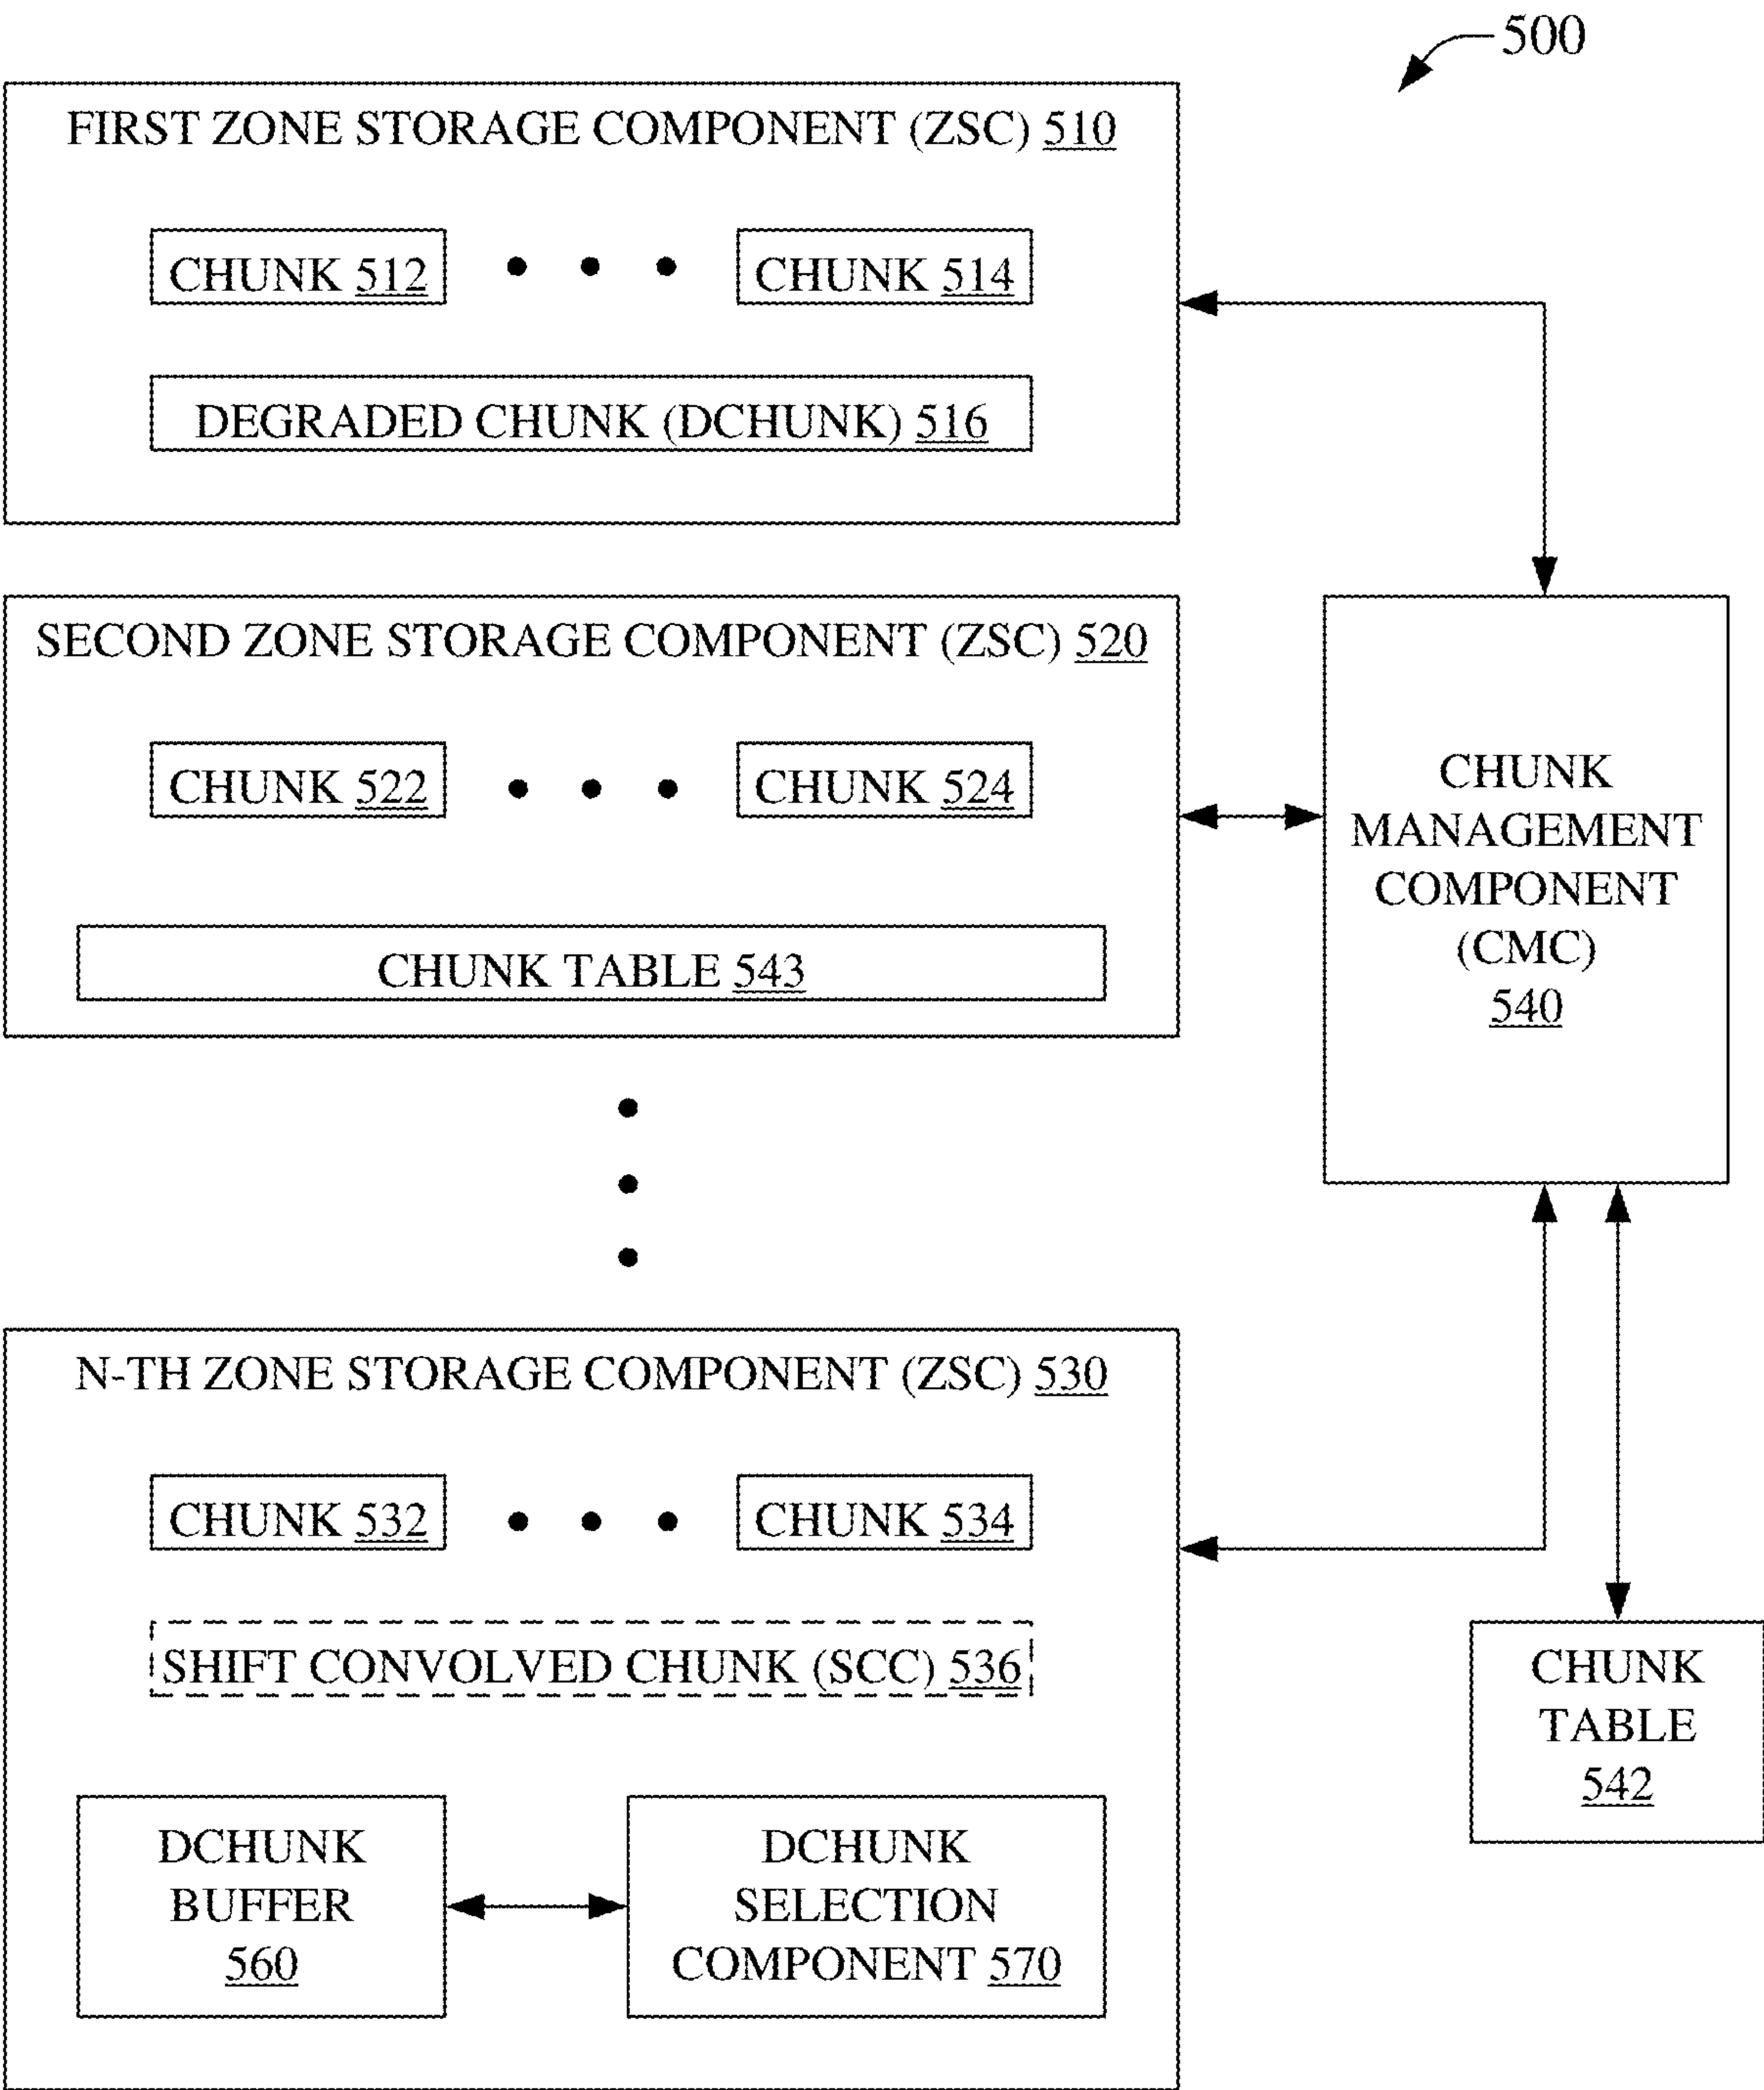 500
FIRST ZONE STORAGE COMPONENT (ZSC) 510
CHUNK 512
CHUNK 514
DEGRADED CHUNK (DCHUNK) 516
SECOND ZONE STORAGE COMPONENT (ZSC) 520
CHUNK 522
CHUNK 524
CHUNK TABLE 543
CHUNK
MANAGEMENT
COMPONENT
(CMC)
540
N-TH ZONE STORAGE COMPONENT (ZSC) 530
CHUNK 532
CHUNK 534
SHIFT CONVOLVED CHUNK (SCC) 536
DCHUNK
BUFFER
560
DCHUNK
SELECTION
COMPONENT 570
CHUNK
TABLE
542